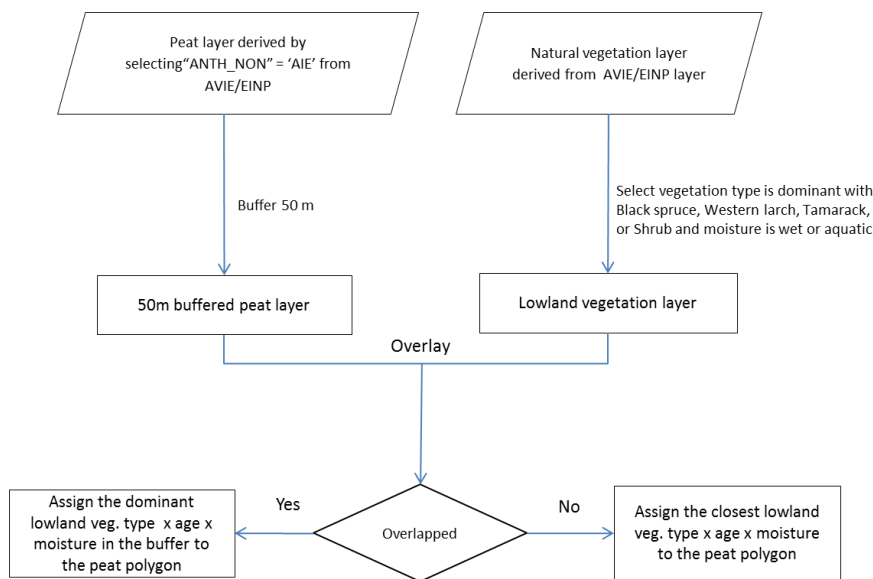 Peat layer derived by
selecting“ANTH_NON” = ‘AIE’ from
AVIE/EINP
Natural vegetation layer
derived from AVIE/EINP layer
Buffer 50 m
Select vegetation type is dominant with
Black spruce, Western larch, Tamarack,
or Shrub and moisture is wet or aquatic
50m buffered peat layer
Lowland vegetation layer
Overlay
Assign the dominant
lowland veg. type x age x
moisture in the buffer to
the peat polygon
Yes
Overlapped
No
Assign the closest lowland
veg. type x age x moisture
to the peat polygon